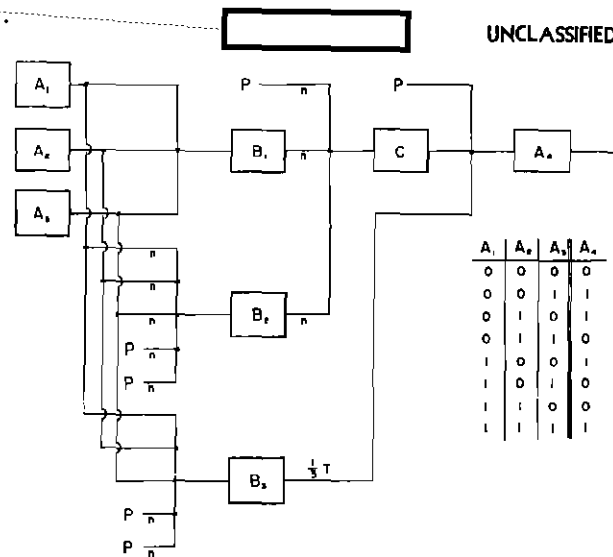 UNCLASSIFIED
A₁
P n P
A₂ B₁ n C A₄
A₃
n
n
n B₂ n
P n
P n
B₃ ⅓ T
P n
P n
A₁ A₂ A₃ A₄
0 0 0 0
0 0 1 1
0 1 0 1
0 1 1 0
1 0 0 1
1 0 1 0
1 1 0 0
1 1 1 1